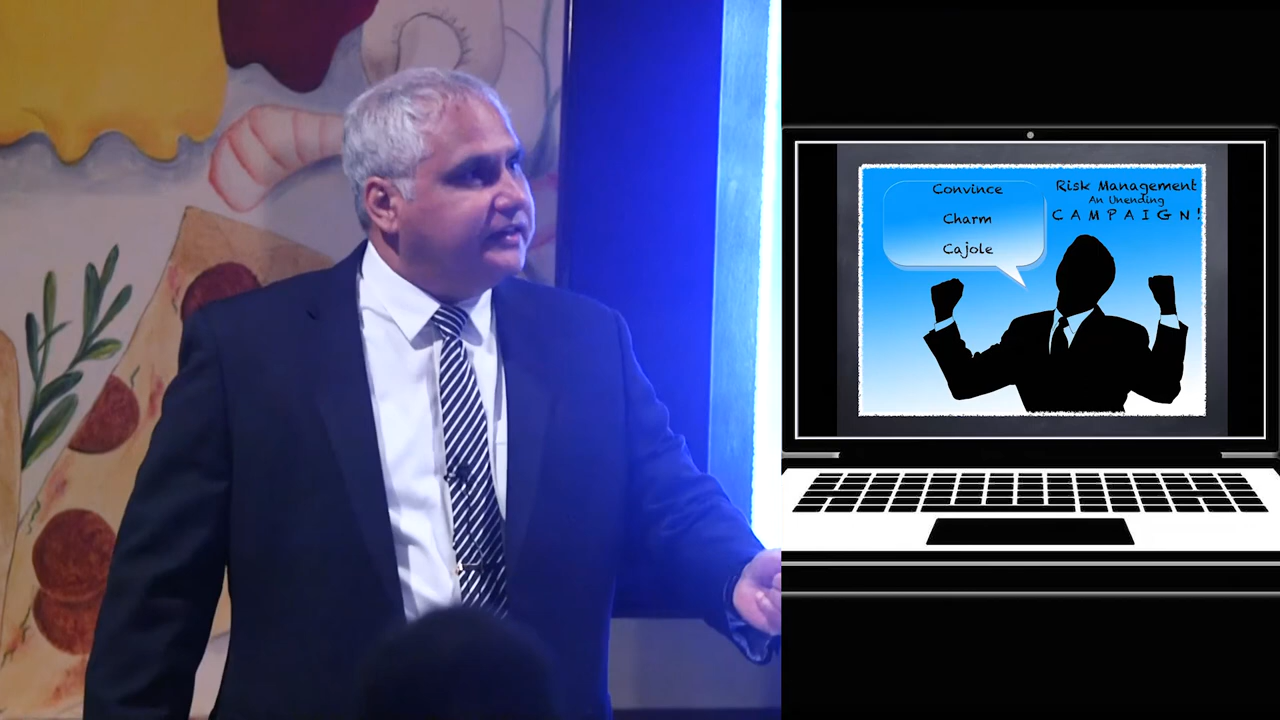 Convince
Charm
Cajole
Risk Management
An Unending
CAMPAIGN!